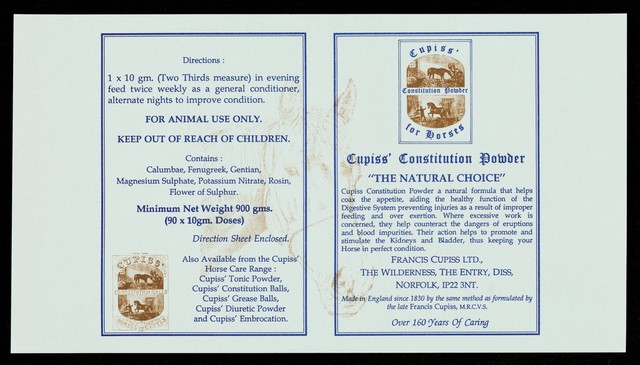 Directions :
1 x 10 gm. (Two Thirds measure) in evening
feed twice weekly as a general conditioner,
alternate nights to improve condition.
FOR ANIMAL USE ONLY.
KEEP OUT OF REACH OF CHILDREN.
Contains :
Calumbae, Fenugreek, Gentian,
Magnesium Sulphate, Potassium Nitrate, Rosin,
Flower of Sulphur.
Minimum Net Weight 900 gms.
(90 x 10gm. Doses)
Direction Sheet Enclosed.
CUPISS'
Also Available from the Cupiss'
Horse Care Range :
Cupiss' Tonic Powder,
Cupiss' Constitution Balls,
Cupiss' Grease Balls,
Cupiss' Diuretic Powder
and Cupiss' Embrocation.
Cupiss'
Constitution Powder
for Horses
Cupiss' Constitution Powder
"THE NATURAL CHOICE"
Cupiss Constitution Powder a natural formula that helps
coax the appetite, aiding the healthy function of the
Digestive System preventing injuries as a result of improper
feeding and over exertion. Where excessive work is
concerned, they help counteract the dangers of eruptions
and blood impurities. Their action helps to promote and
stimulate the Kidneys and Bladder, thus keeping your
Horse in perfect condition.
FRANCIS CUPISS LTD.,
THE WILDERNESS, THE ENTRY, DISS,
NORFOLK, IP22 3NT.
Made in England since 1830 by the same method as formulated by
the late Francis Cupiss, M.R.C.V.S.
Over 160 Years Of Caring